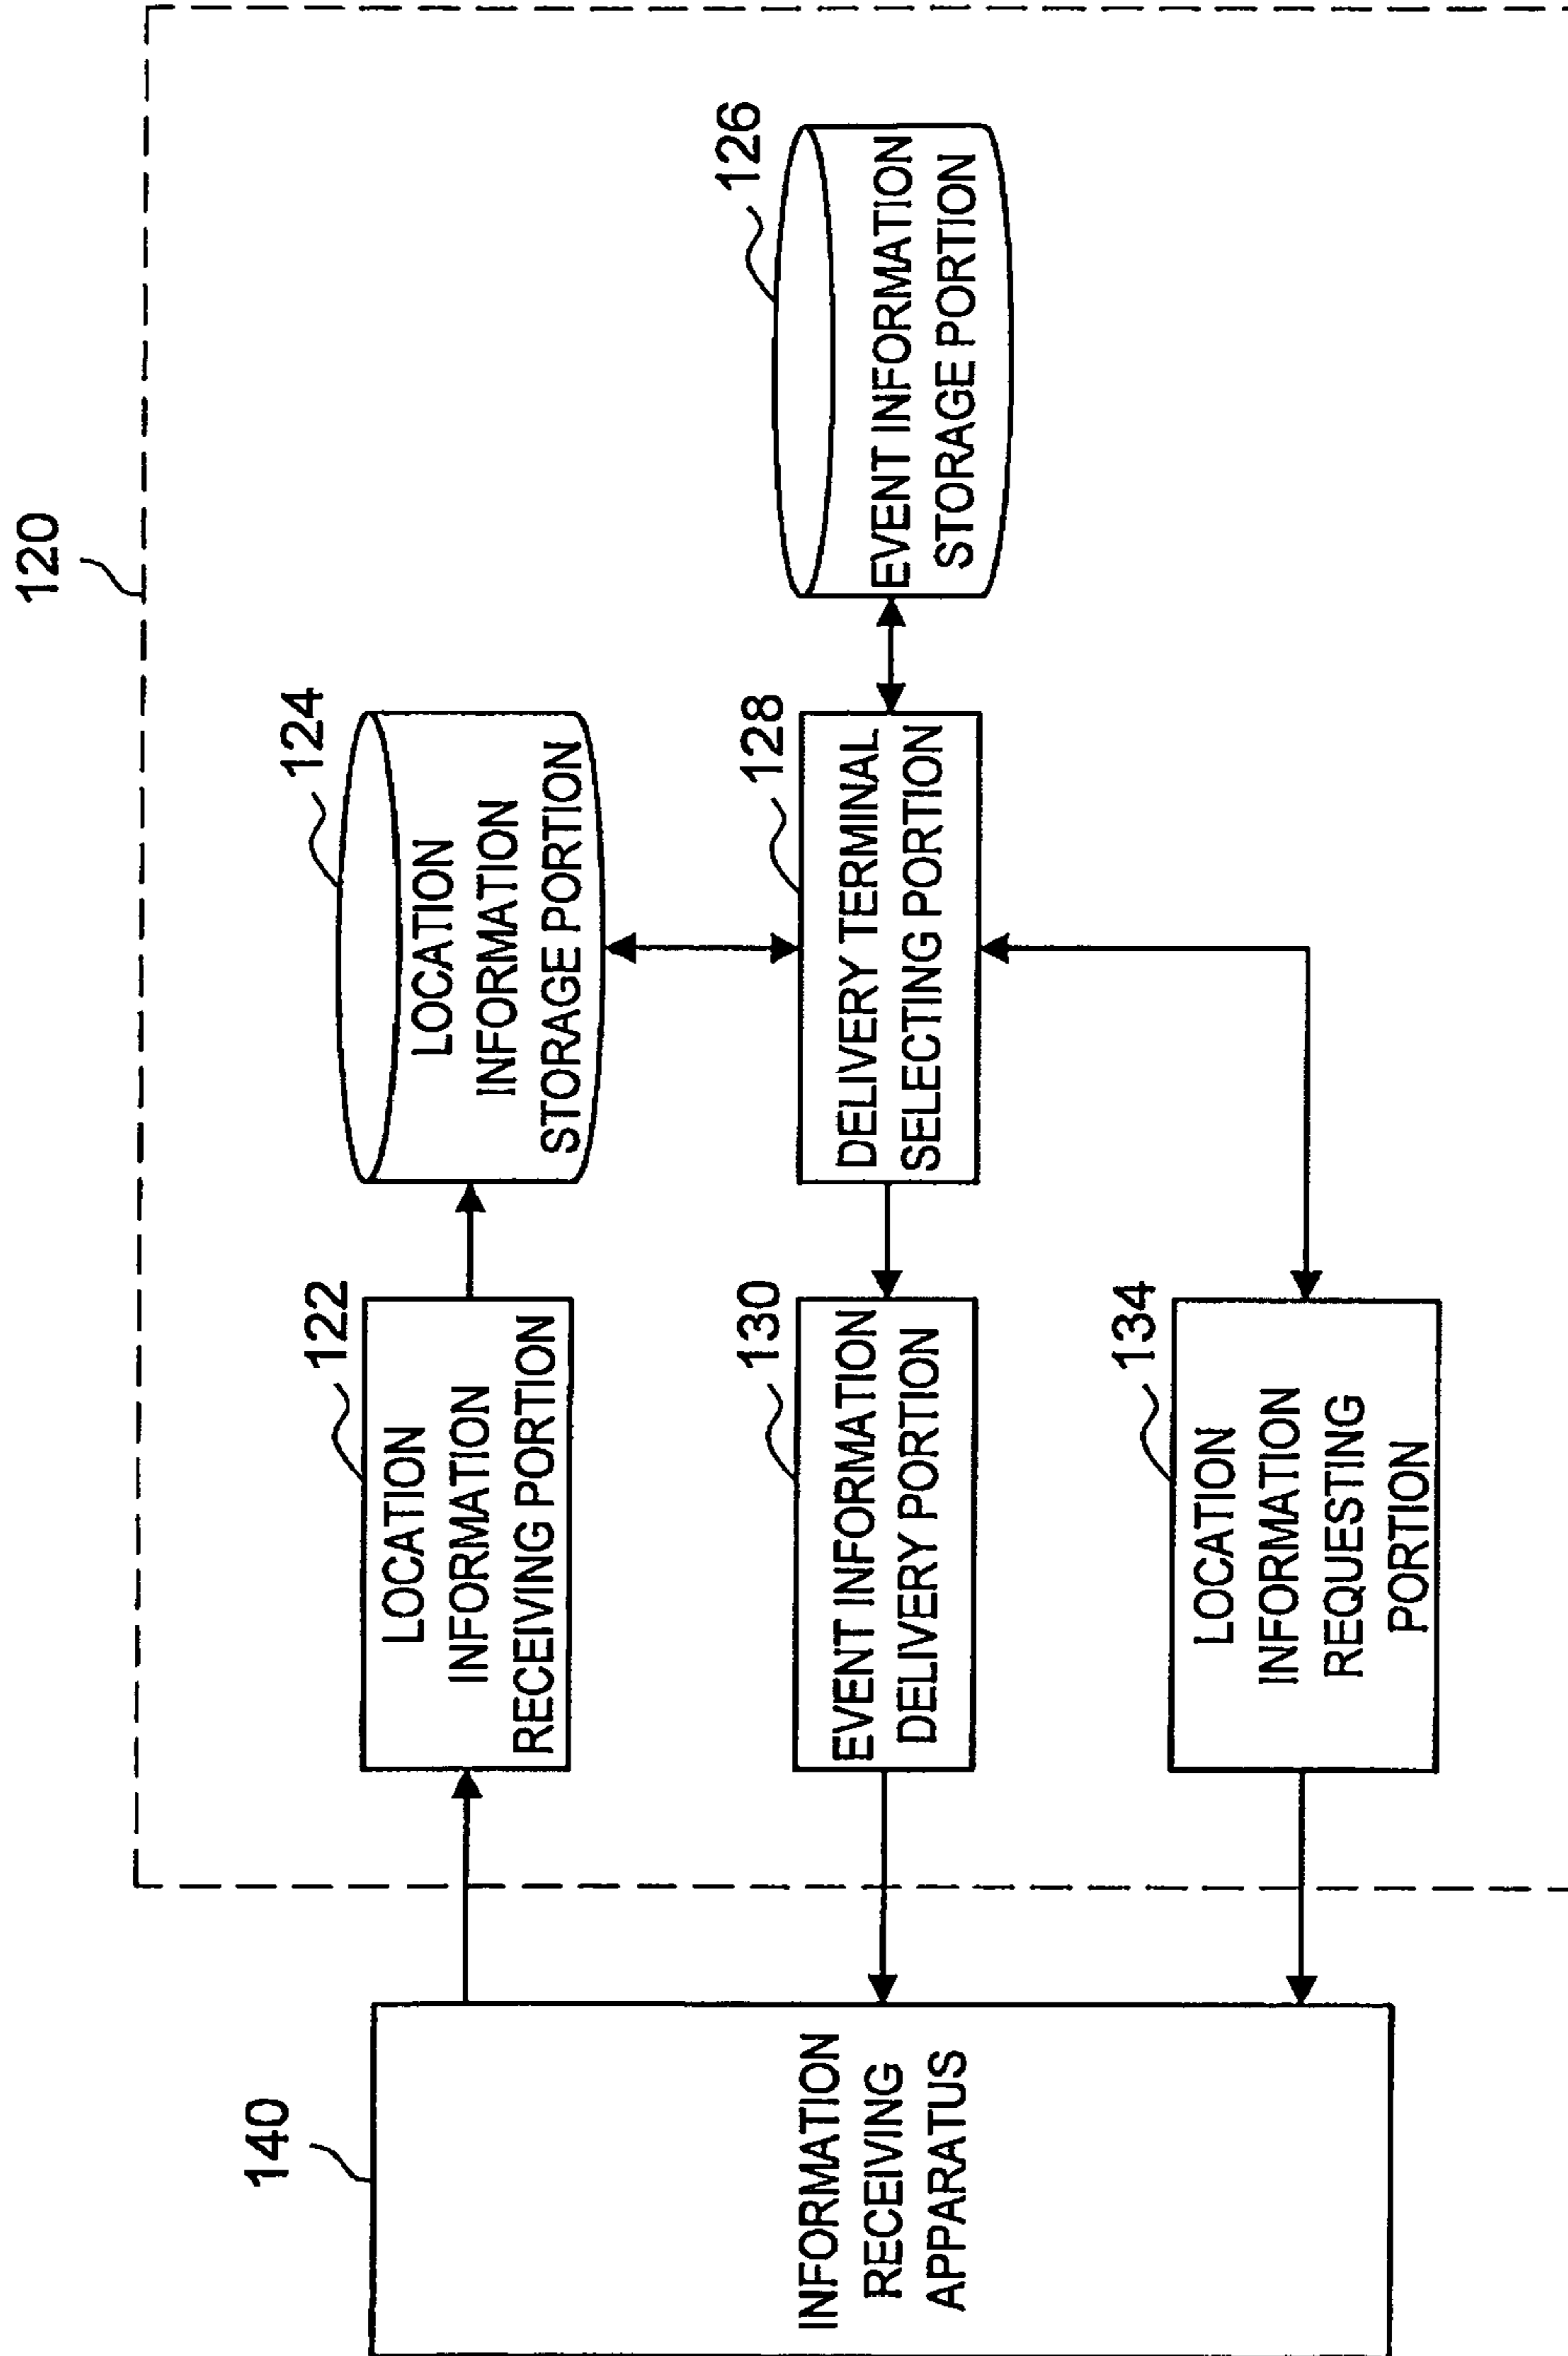 120
140
INFORMATION
RECEIVING
APPARATUS
122
LOCATION
INFORMATION
RECEIVING PORTION
124
LOCATION
INFORMATION
STORAGE PORTION
130
EVENT INFORMATION
DELIVERY PORTION
128
DELIVERY TERMINAL
SELECTING PORTION
126
EVENT INFORMATION
STORAGE PORTION
134
LOCATION
INFORMATION
REQUESTING
PORTION